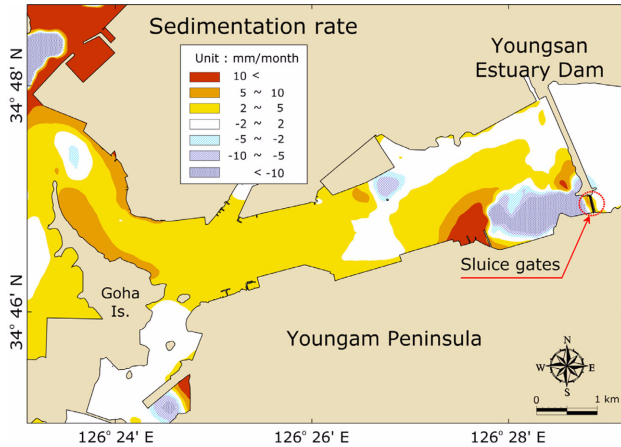 Sedimentation rate
Unit : mm/month
10 <
5 ~ 10
2 ~ 5
-2 ~ 2
-5 ~ -2
-10 ~ -5
< -10
Youngsan
Estuary Dam
34° 48' N
Sluice gates
Goha
Is.
34° 46' N
Youngam Peninsula
N
W E
S
0 1 km
126° 24' E
126° 26' E
126° 28' E